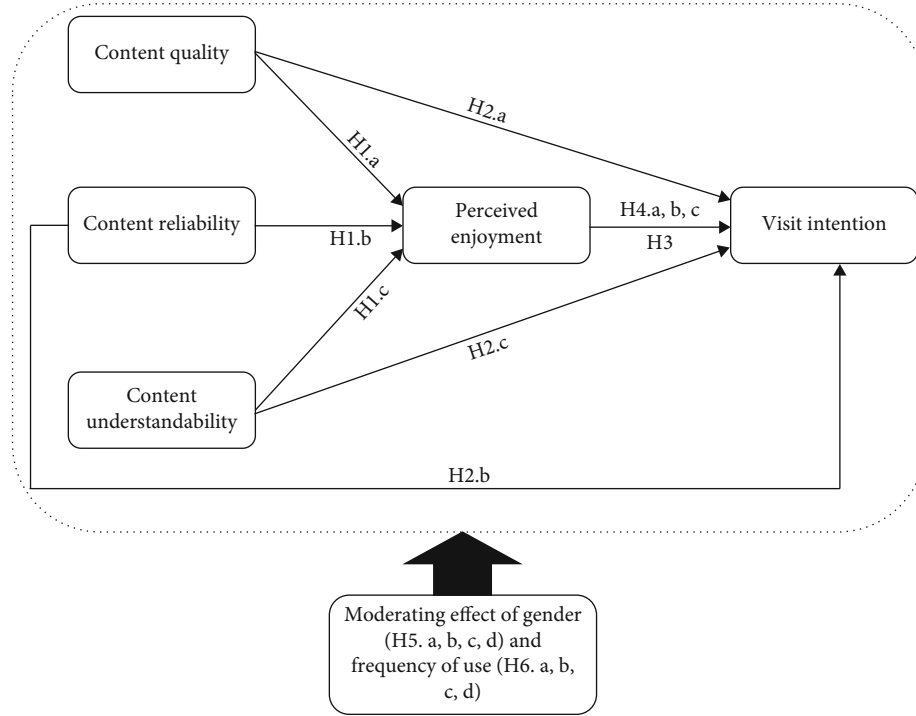 Content quality
H2.a
H1.a
Content reliability
H1.b
Perceived
enjoyment
H4.a, b, c
H3
Visit intention
H1.c
H2.c
Content
understandability
H2.b
Moderating effect of gender
(H5. a, b, c, d) and
frequency of use (H6. a, b,
c, d)